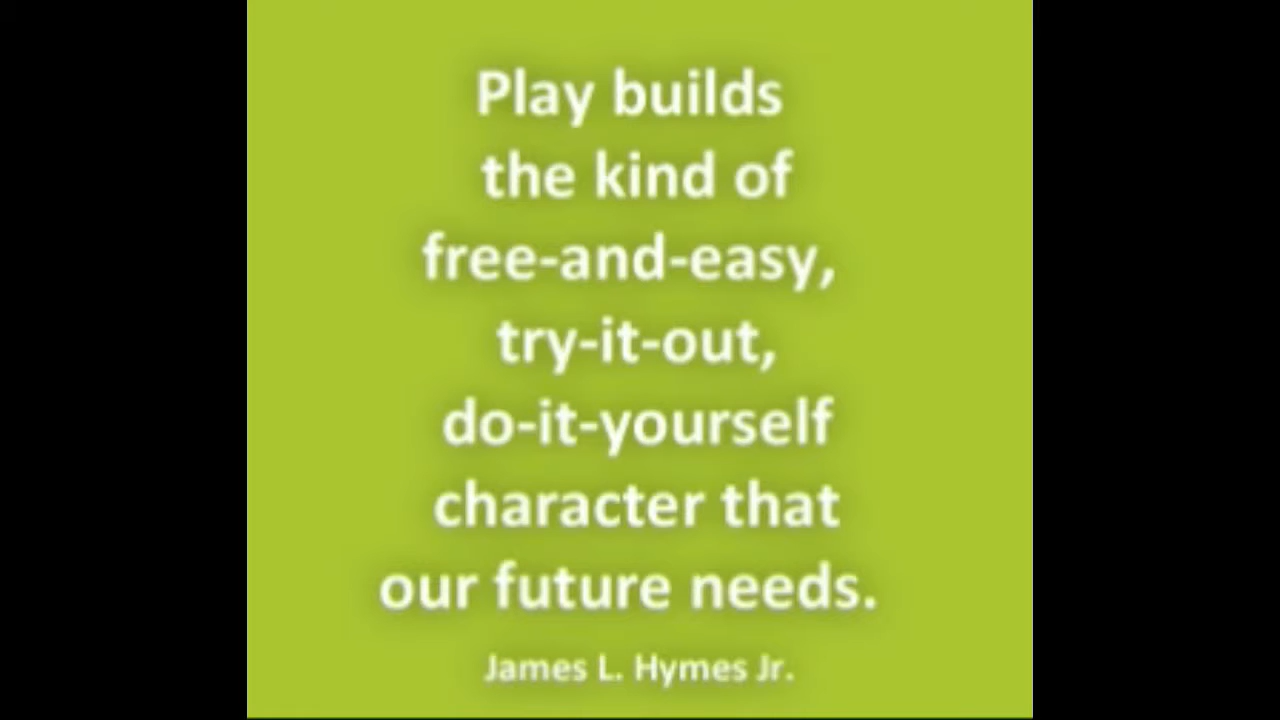 Play builds
the kind of
free-and-easy,
try-it-out,
do-it-yourself
character that
our future needs.
James L. Hymes Jr.